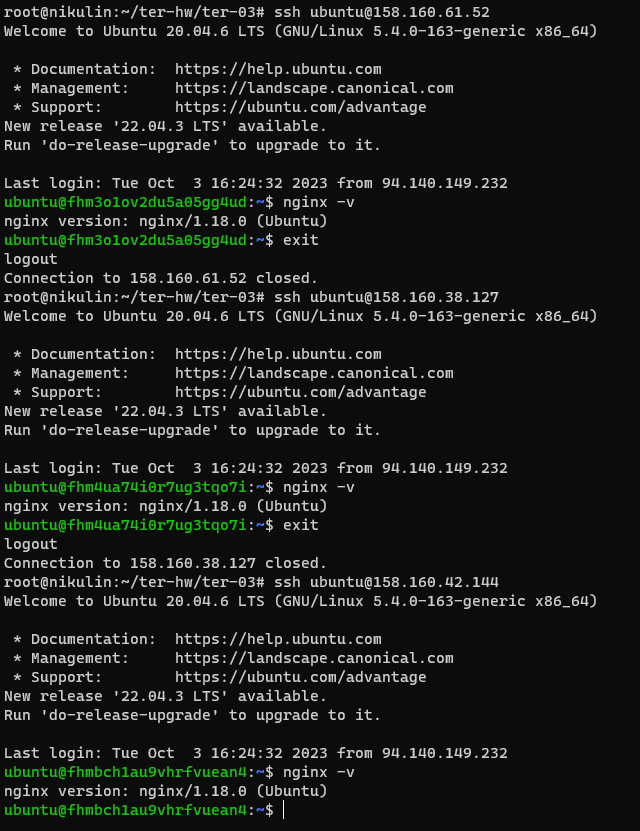 root@nikulin:~/ter-hw/ter-03# ssh ubuntu@158.160.61.52
Welcome to Ubuntu 20.04.6 LTS (GNU/Linux 5.4.0-163-generic x86_64)

 * Documentation:  https://help.ubuntu.com
 * Management:     https://landscape.canonical.com
 * Support:        https://ubuntu.com/advantage
New release '22.04.3 LTS' available.
Run 'do-release-upgrade' to upgrade to it.

Last login: Tue Oct  3 16:24:32 2023 from 94.140.149.232
ubuntu@fhm3o1ov2du5a05gg4ud:~$ nginx -v
nginx version: nginx/1.18.0 (Ubuntu)
ubuntu@fhm3o1ov2du5a05gg4ud:~$ exit
logout
Connection to 158.160.61.52 closed.
root@nikulin:~/ter-hw/ter-03# ssh ubuntu@158.160.38.127
Welcome to Ubuntu 20.04.6 LTS (GNU/Linux 5.4.0-163-generic x86_64)

 * Documentation:  https://help.ubuntu.com
 * Management:     https://landscape.canonical.com
 * Support:        https://ubuntu.com/advantage
New release '22.04.3 LTS' available.
Run 'do-release-upgrade' to upgrade to it.

Last login: Tue Oct  3 16:24:32 2023 from 94.140.149.232
ubuntu@fhm4ua74i0r7ug3tqo7i:~$ nginx -v
nginx version: nginx/1.18.0 (Ubuntu)
ubuntu@fhm4ua74i0r7ug3tqo7i:~$ exit
logout
Connection to 158.160.38.127 closed.
root@nikulin:~/ter-hw/ter-03# ssh ubuntu@158.160.42.144
Welcome to Ubuntu 20.04.6 LTS (GNU/Linux 5.4.0-163-generic x86_64)

 * Documentation:  https://help.ubuntu.com
 * Management:     https://landscape.canonical.com
 * Support:        https://ubuntu.com/advantage
New release '22.04.3 LTS' available.
Run 'do-release-upgrade' to upgrade to it.

Last login: Tue Oct  3 16:24:32 2023 from 94.140.149.232
ubuntu@fhmbch1au9vhrfvuean4:~$ nginx -v
nginx version: nginx/1.18.0 (Ubuntu)
ubuntu@fhmbch1au9vhrfvuean4:~$